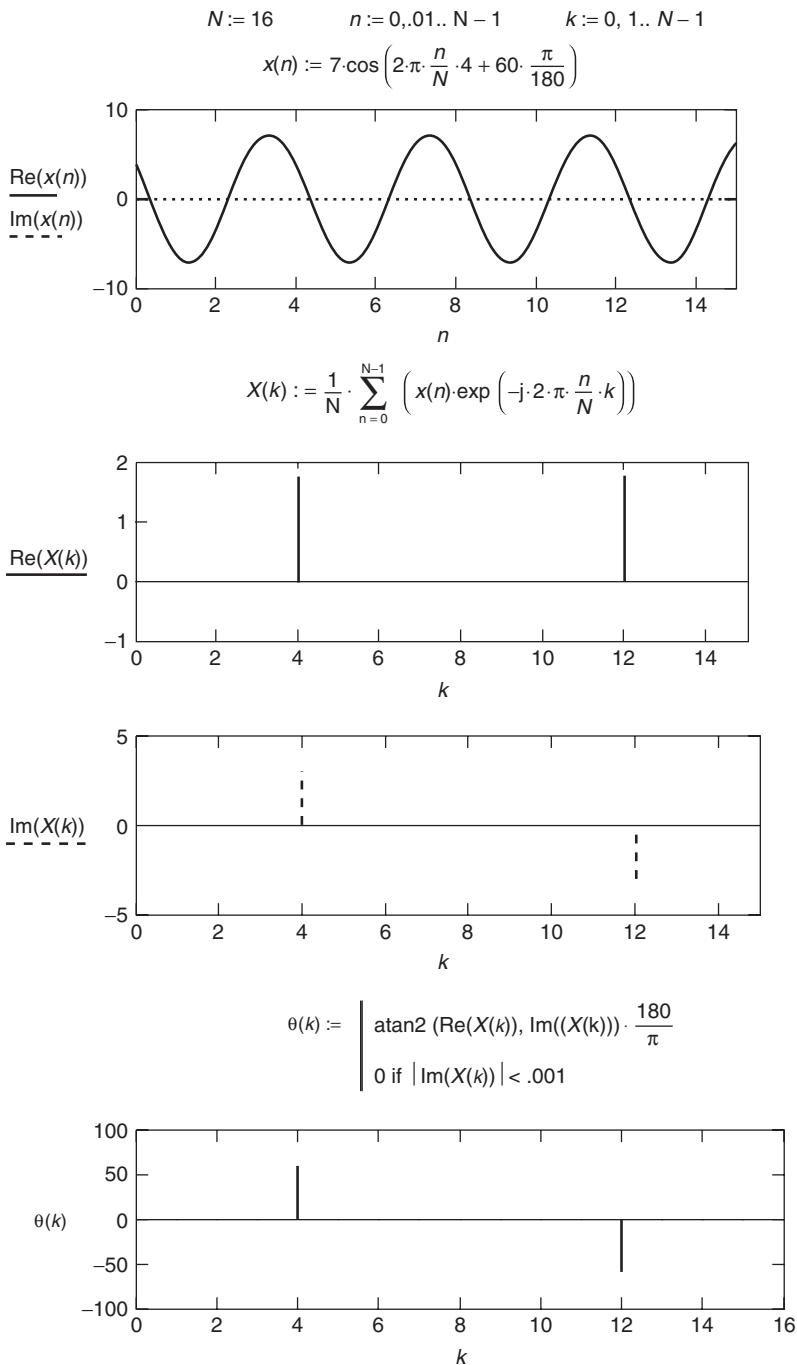 N := 16 n := 0,.01.. N – 1 k := 0, 1.. N – 1
x(n) := 7·cos(2·π·n/N·4 + 60·π/180)
10
0
−10
Re(x(n))
Im(x(n))
0 2 4 6 8 10 12 14
n
X(k) : = 1/N · N–1 ∑ n = 0 (x(n)·exp(–j·2·π·n/N·k))
2
1
0
−1
Re(X(k))
0 2 4 6 8 10 12 14
k
5
0
−5
Im(X(k))
0 2 4 6 8 10 12 14
k
θ(k) := atan2 (Re(X(k)), Im((X(k)))·180/π
0 if |Im(X(k))| < .001
100
50
0
−50
−100
θ(k)
0 2 4 6 8 10 12 14 16
k